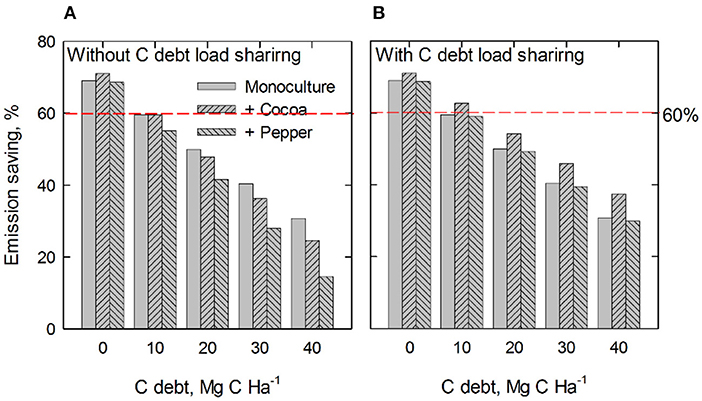 A
B
Without C debt load sharirng
With C debt load sharirng
Monoculture
+ Cocoa
+ Pepper
60%
Emission saving, %
80
60
40
20
0
0 10 20 30 40
0 10 20 30 40
C debt, Mg C Ha-1
C debt, Mg C Ha-1